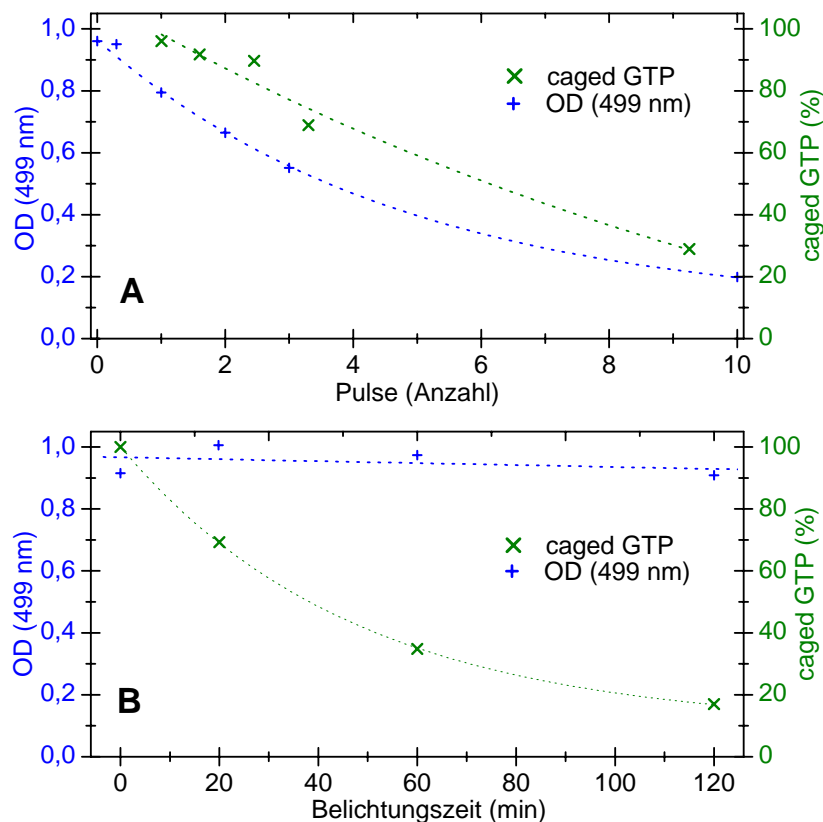 1,0
0,8
0,6
0,4
0,2
0,0
OD (499 nm)
100
80
60
40
20
0
caged GTP (%)
caged GTP
OD (499 nm)
A
0 2 4 6 8 10
Pulse (Anzahl)
1,0
0,8
0,6
0,4
0,2
0,0
OD (499 nm)
100
80
60
40
20
0
caged GTP (%)
caged GTP
OD (499 nm)
B
0 20 40 60 80 100 120
Belichtungszeit (min)